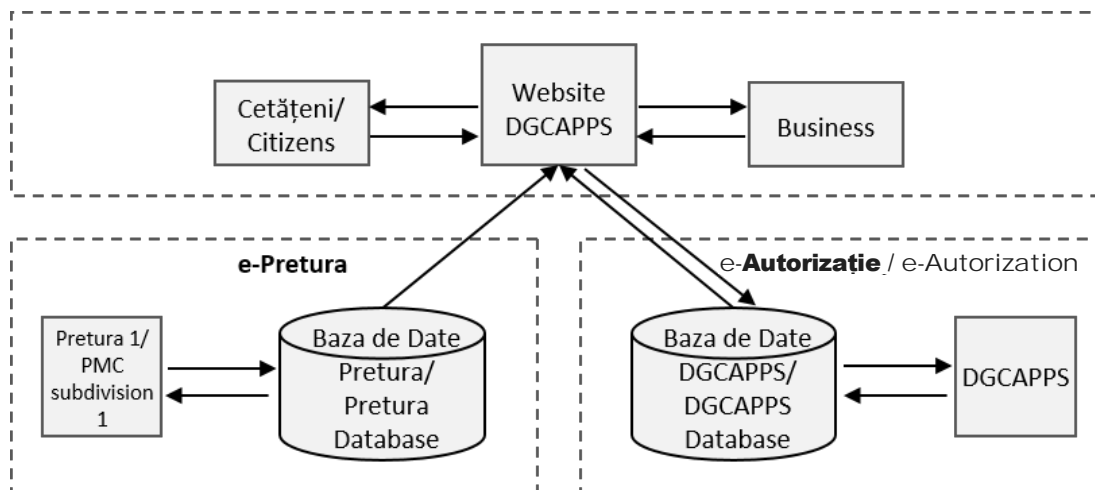 Cetățeni/
Citizens
Website
DGCAPPS
Business
e-Pretura
Pretura 1/
PMC
subdivision
1
Baza de Date
Pretura/
Pretura
Database
e-Autorizație / e-Autorization
Baza de Date
DGCAPPS/
DGCAPPS
Database
DGCAPPS